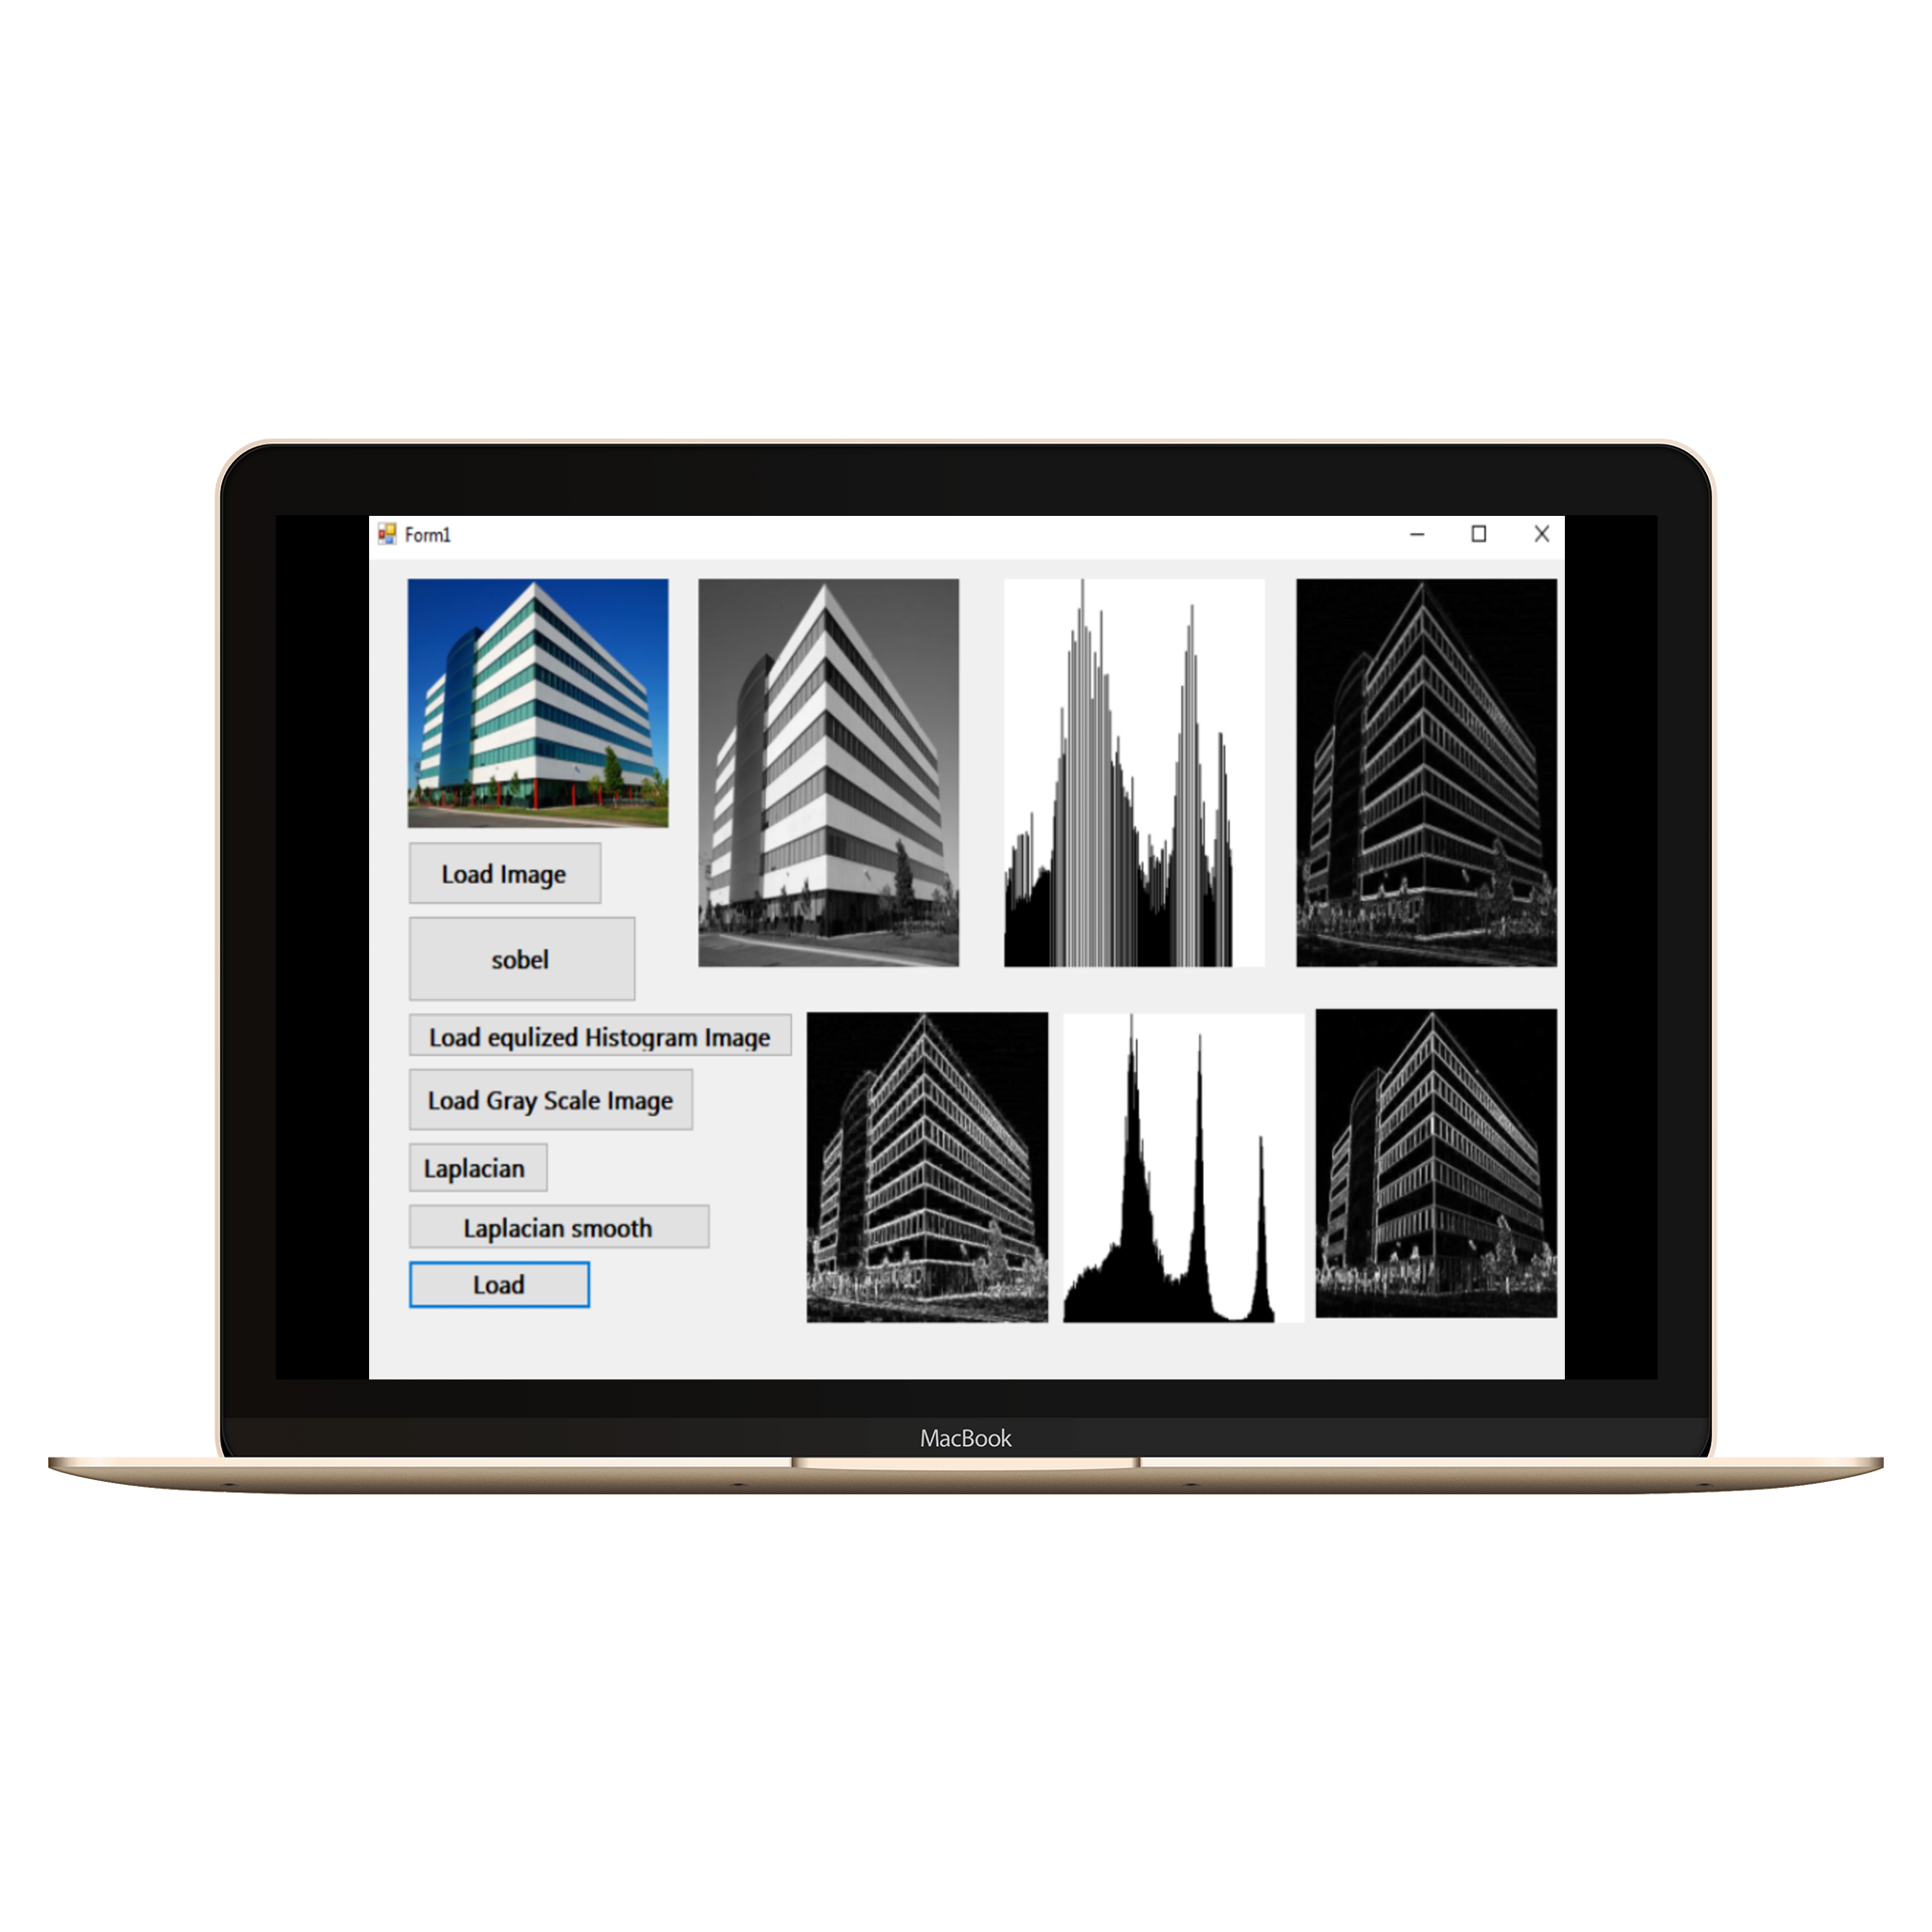 Form1
Load Image
sobel
Load equlized Histogram Image
Load Gray Scale Image
Laplacian
Laplacian smooth
Load
MacBook